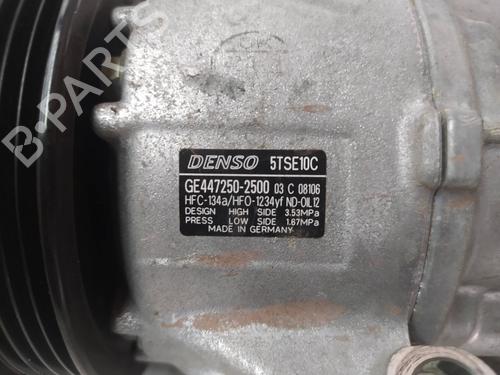 DENSO 5TSE10C
GE447250-2500 03 C 08106
HFC-134a/HFO-1234yf ND-OIL12
DESIGN HIGH SIDE 3.53MPa
PRESS LOW SIDE 1.67MPa
MADE IN GERMANY